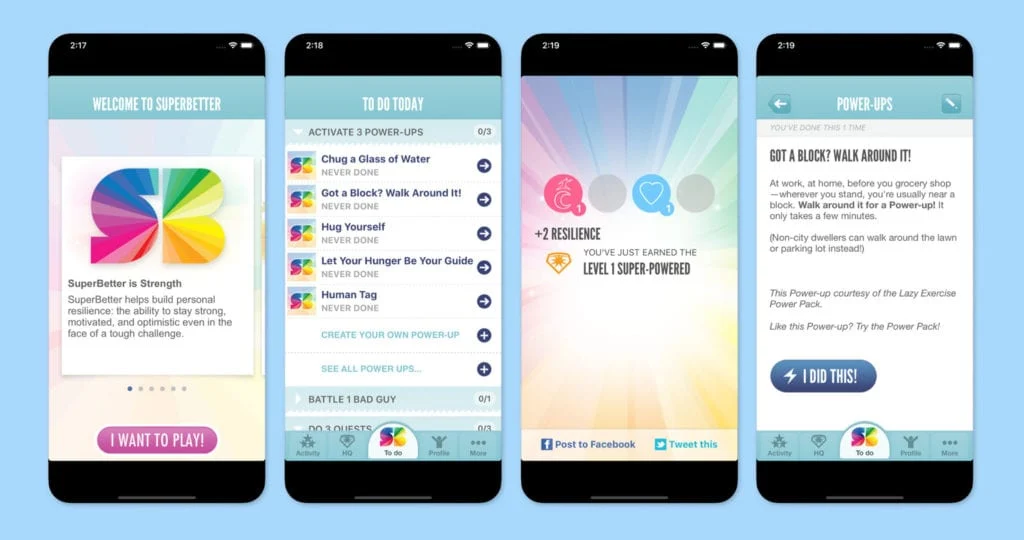 2:17
WELCOME TO SUPERBETTER
SuperBetter is Strength
SuperBetter helps build personal
resilience: the ability to stay strong,
motivated, and optimistic even in the
face of a tough challenge.
I WANT TO PLAY!
2:18
TO DO TODAY
ACTIVATE 3 POWER-UPS 0/3
Chug a Glass of Water
NEVER DONE
Got a Block? Walk Around It!
NEVER DONE
Hug Yourself
NEVER DONE
Let Your Hunger Be Your Guide
NEVER DONE
Human Tag
NEVER DONE
CREATE YOUR OWN POWER-UP
SEE ALL POWER UPS...
BATTLE 1 BAD GUY 0/1
DO 3 QUESTS 0/3
Activity HQ To do Profile More
2:19
1 1
+2 RESILIENCE
YOU'VE JUST EARNED THE
LEVEL 1 SUPER-POWERED
Post to Facebook Tweet this
2:19
POWER-UPS
YOU'VE DONE THIS 1 TIME
GOT A BLOCK? WALK AROUND IT!
At work, at home, before you grocery shop
—wherever you stand, you're usually near a
block. Walk around it for a Power-up! It
only takes a few minutes.
(Non-city dwellers can walk around the lawn
or parking lot instead!)
This Power-up courtesy of the Lazy Exercise
Power Pack.
Like this Power-up? Try the Power Pack!
I DID THIS!
Activity HQ To do Profile More